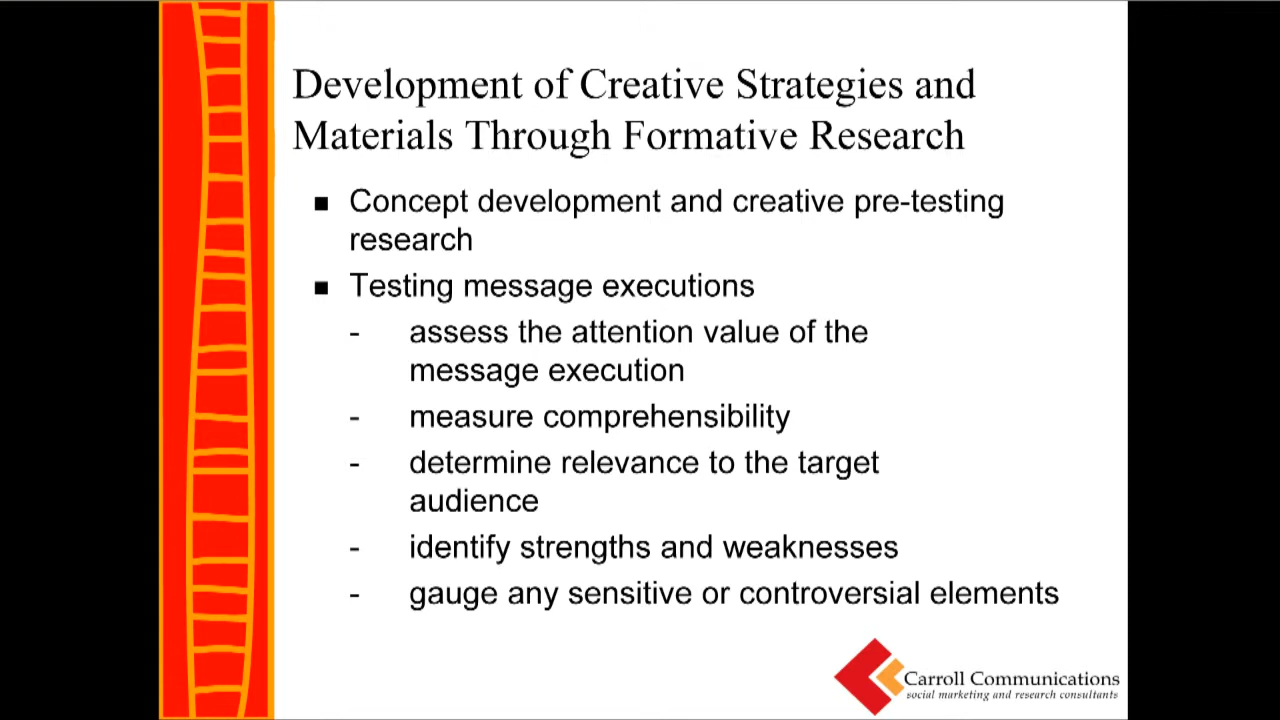 Development of Creative Strategies and
Materials Through Formative Research
■ Concept development and creative pre-testing
research
■ Testing message executions
- assess the attention value of the
message execution
- measure comprehensibility
- determine relevance to the target
audience
- identify strengths and weaknesses
- gauge any sensitive or controversial elements
Carroll Communications
social marketing and research consultants